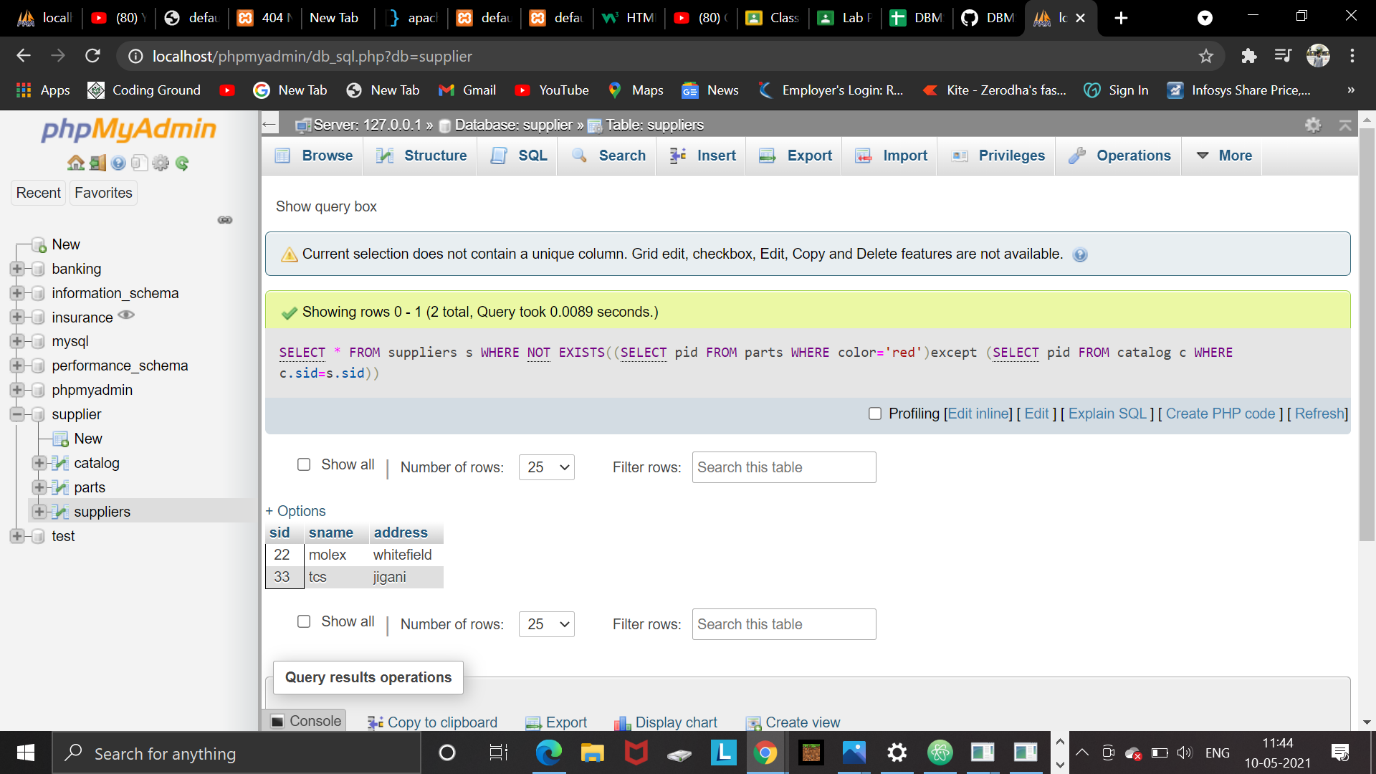 locall
(80) Y
defau
404 N
New Tab
apac
defau
defau
HTM
(80) (
Class
Lab F
DBM
DBM
lo
localhost/phpmyadmin/db_sql.php?db=supplier
Apps
Coding Ground
New Tab
New Tab
Gmail
YouTube
Maps
News
Employer's Login: R...
Kite - Zerodha's fas...
Sign In
Infosys Share Price,...
»
phpMyAdmin
Recent
Favorites
New
banking
information_schema
insurance
mysql
performance_schema
phpmyadmin
supplier
New
catalog
parts
suppliers
test
Server: 127.0.0.1 » Database: supplier » Table: suppliers
Browse
Structure
SQL
Search
Insert
Export
Import
Privileges
Operations
More
Show query box
Current selection does not contain a unique column. Grid edit, checkbox, Edit, Copy and Delete features are not available.
Showing rows 0 - 1 (2 total, Query took 0.0089 seconds.)
SELECT * FROM suppliers s WHERE NOT EXISTS((SELECT pid FROM parts WHERE color='red')except (SELECT pid FROM catalog c WHERE
c.sid=s.sid))
Profiling [Edit inline] [ Edit ] [ Explain SQL ] [ Create PHP code ] [ Refresh]
Show all | Number of rows: 25 Filter rows: Search this table
+ Options
sid sname address
22 molex whitefield
33 tcs jigani
Show all | Number of rows: 25 Filter rows: Search this table
Query results operations
Console
Copy to clipboard
Export
Display chart
Create view
Search for anything
L
ENG
11:44
10-05-2021